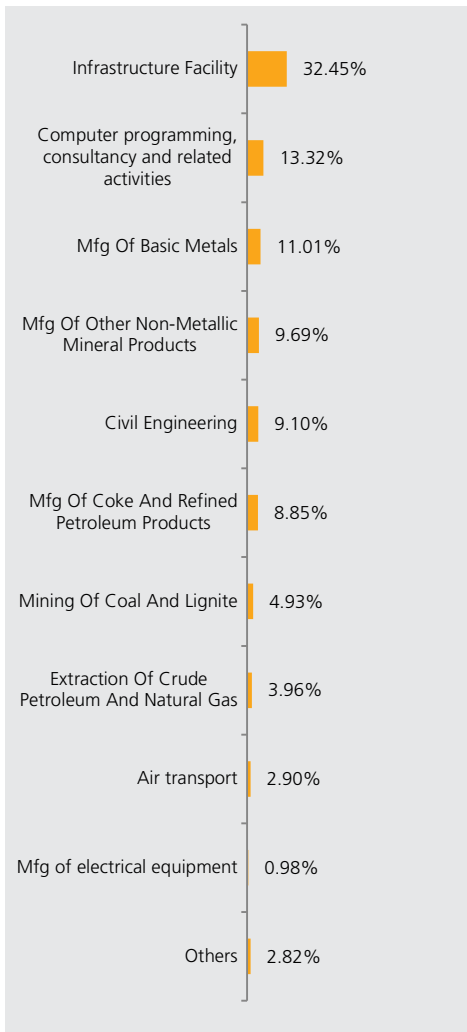 Infrastructure Facility 32.45%
Computer programming,
consultancy and related
activities 13.32%
Mfg Of Basic Metals 11.01%
Mfg Of Other Non-Metallic
Mineral Products 9.69%
Civil Engineering 9.10%
Mfg Of Coke And Refined
Petroleum Products 8.85%
Mining Of Coal And Lignite 4.93%
Extraction Of Crude
Petroleum And Natural Gas 3.96%
Air transport 2.90%
Mfg of electrical equipment 0.98%
Others 2.82%